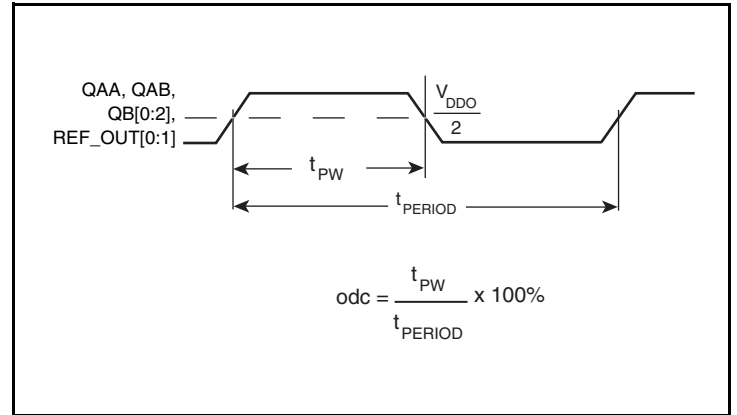 QAA, QAB,
QB[0:2],
REF_OUT[0:1]
VDDO
2
tPW
tPERIOD
odc = tPW
tPERIOD
x 100%